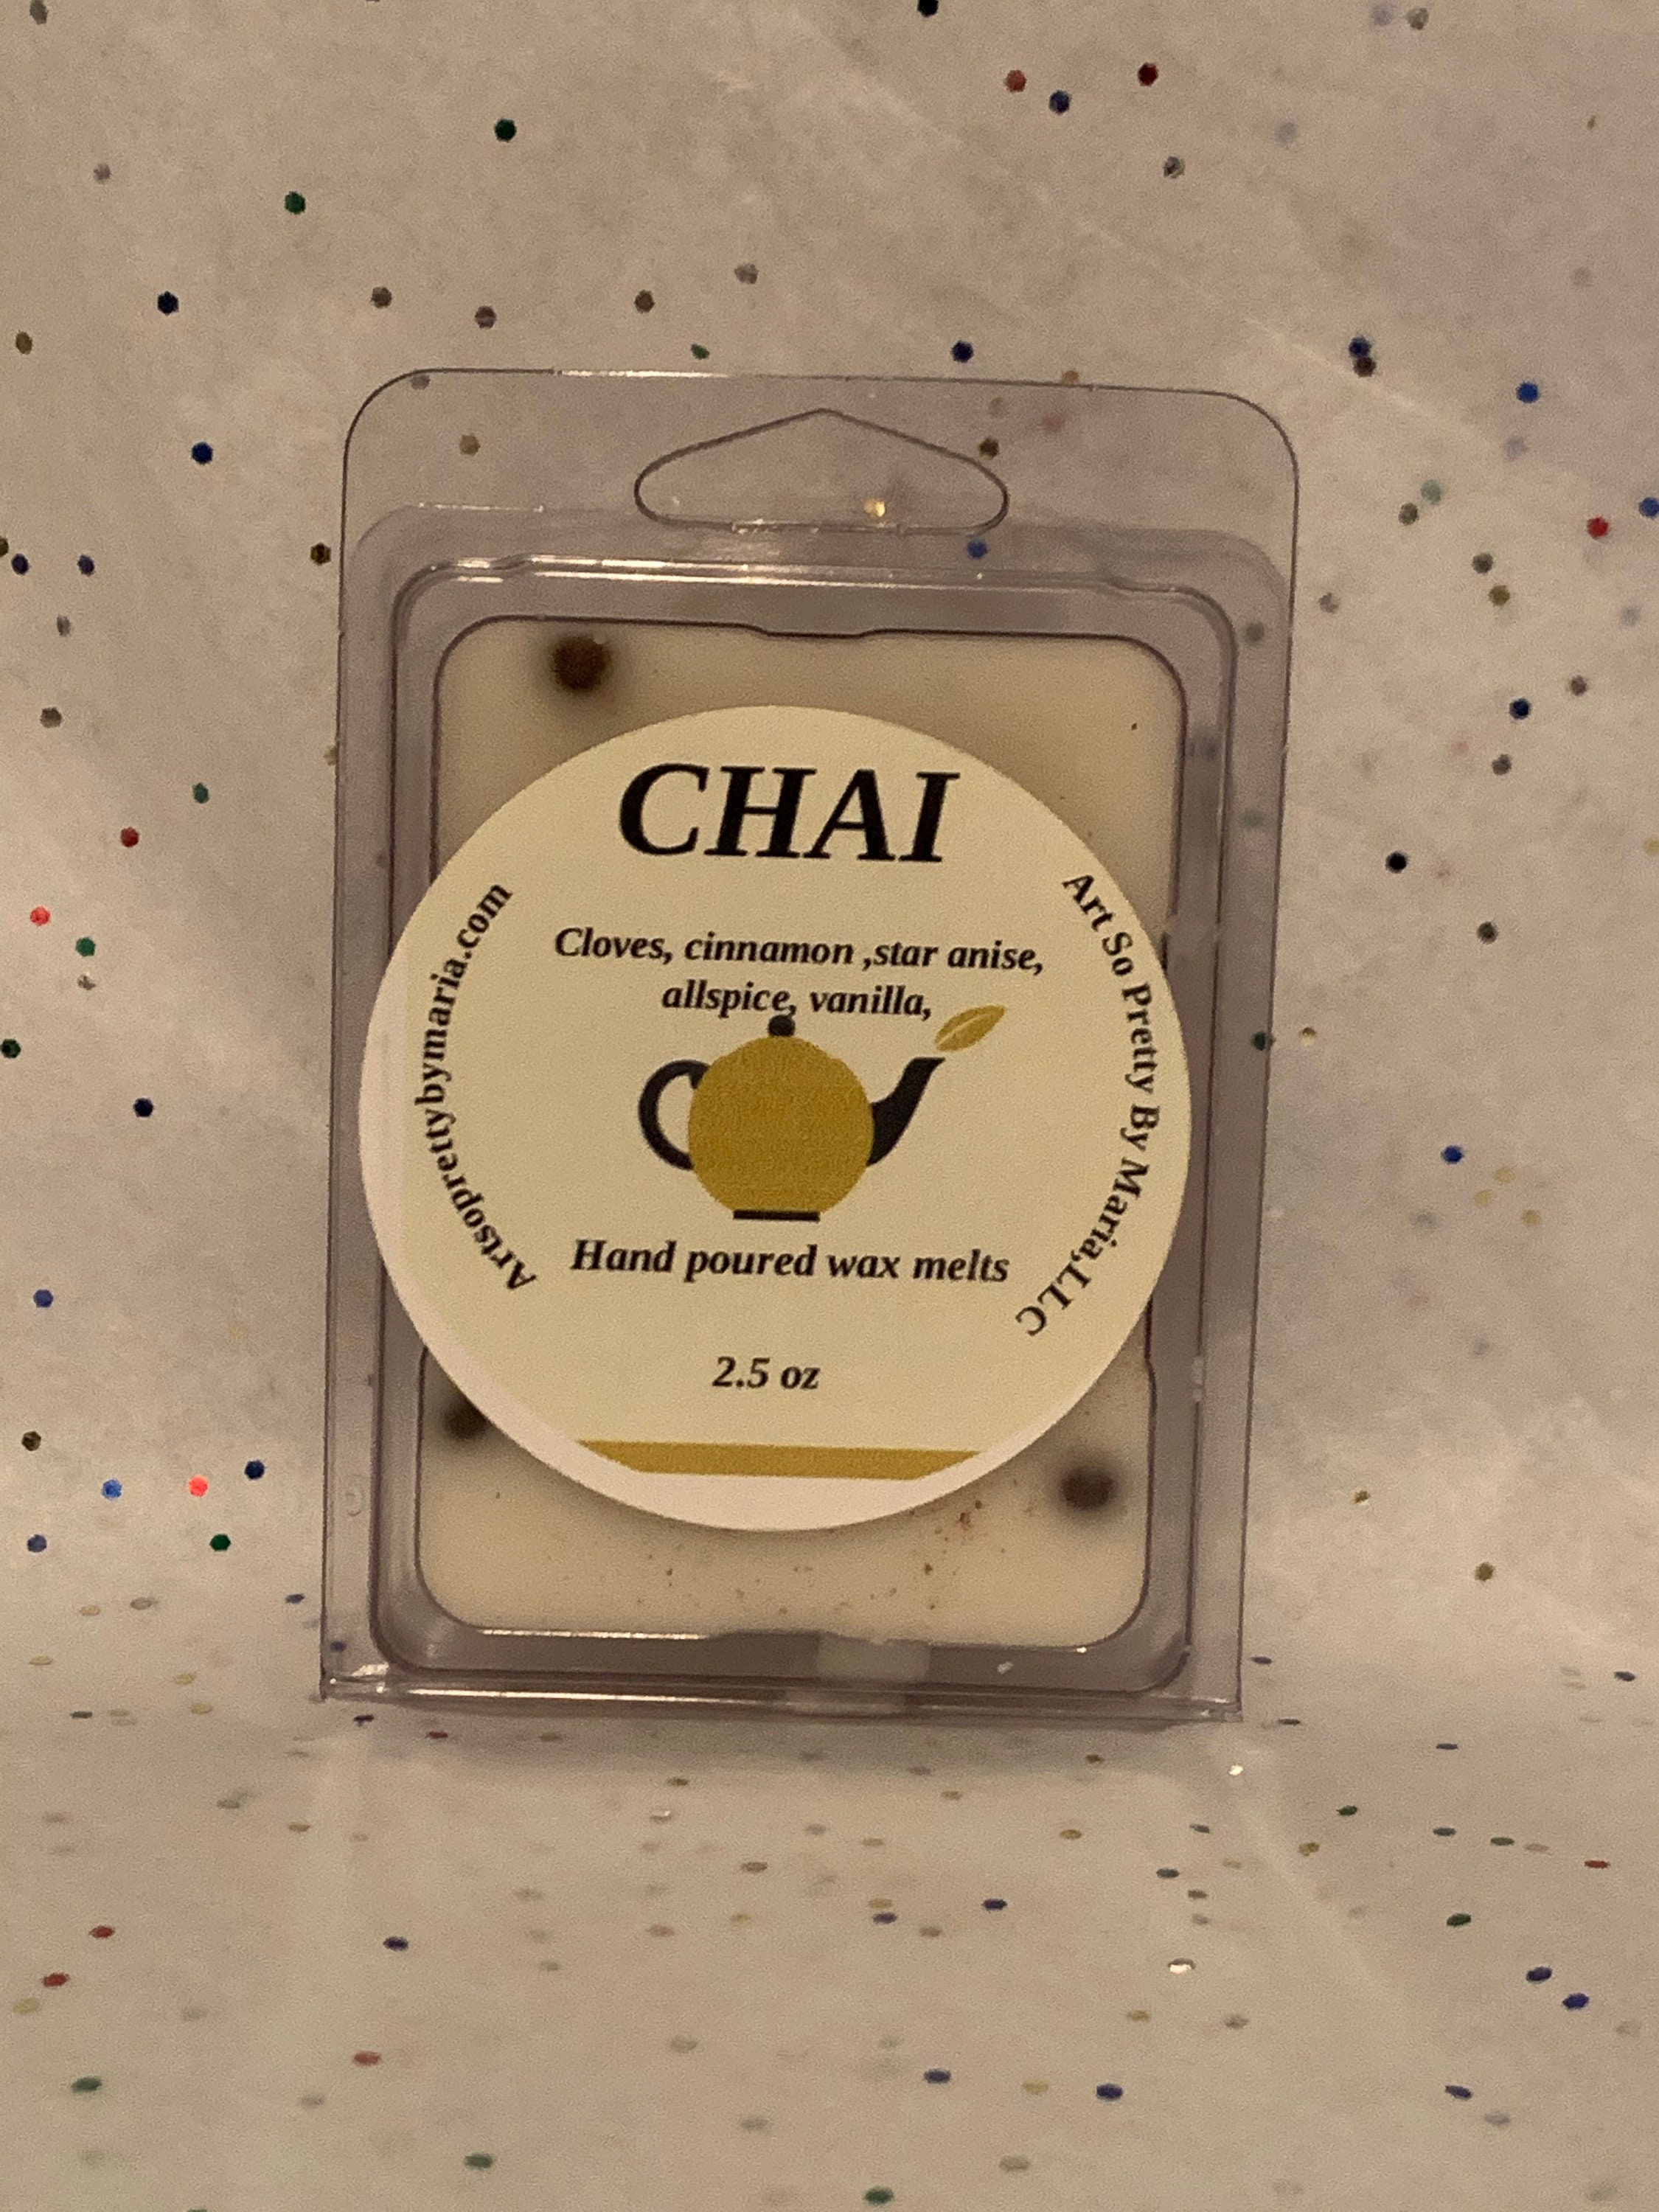 CHAI
Cloves, cinnamon ,star anise,
allspice, vanilla,
Hand poured wax melts
2.5 oz
Artsoprettybymaria.com
Art So Pretty By Maria,LLC